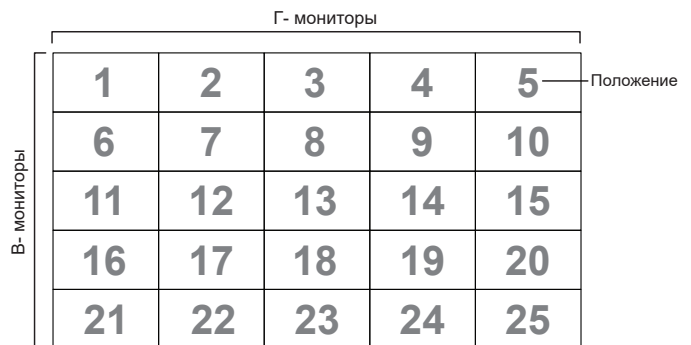 Г- мониторы
1 2 3 4 5 Положение
6 7 8 9 10
В- мониторы
11 12 13 14 15
16 17 18 19 20
21 22 23 24 25